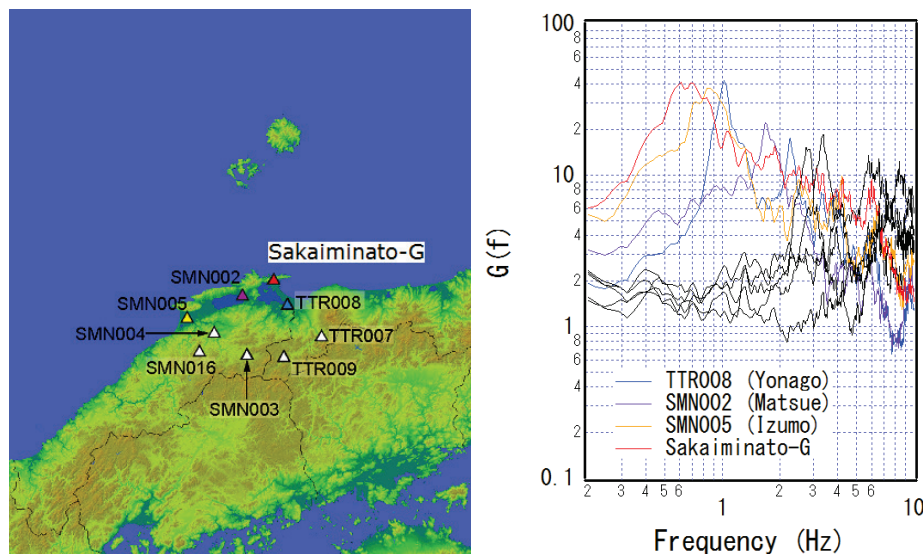 Sakaiminato-G
SMN002
SMN005
TTR008
SMN004
TTR007
SMN016
TTR009
SMN003
100
8
6
4
2
10
8
6
4
2
1
8
6
4
2
0.1
G(f)
TTR008 (Yonago)
SMN002 (Matsue)
SMN005 (Izumo)
Sakaiminato-G
2 3 4 5 6 1 2 3 4 5 6 10
Frequency (Hz)